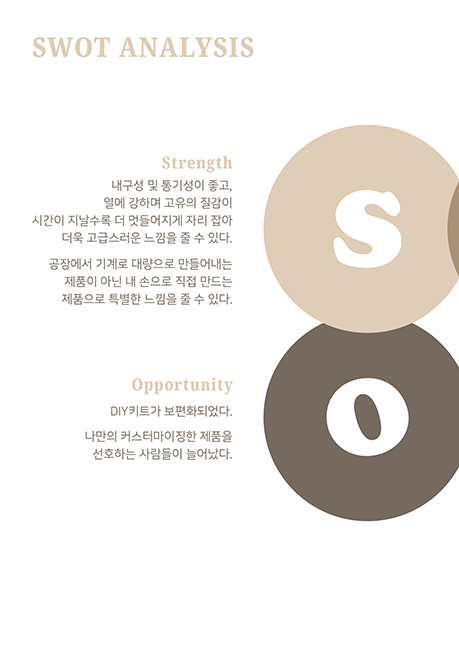 SWOT ANALYSIS
Strength
내구성 및 통기성이 좋고,
열에 강하며 고유의 질감이
시간이 지날수록 더 멋들어지게 자리 잡아
더욱 고급스러운 느낌을 줄 수 있다.
공장에서 기계로 대량으로 만들어내는
제품이 아닌 내 손으로 직접 만드는
제품으로 특별한 느낌을 줄 수 있다.
S
Opportunity
DIY키트가 보편화되었다.
나만의 커스터마이징한 제품을
선호하는 사람들이 늘어났다.
O